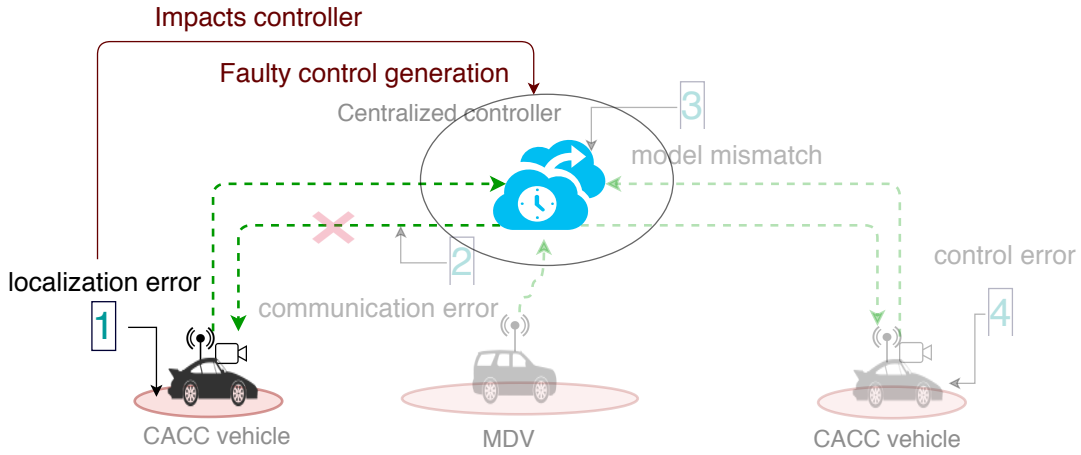 Impacts controller
Faulty control generation
Centralized controller
3
model mismatch
2
control error
localization error
1
communication error
4
CACC vehicle
MDV
CACC vehicle